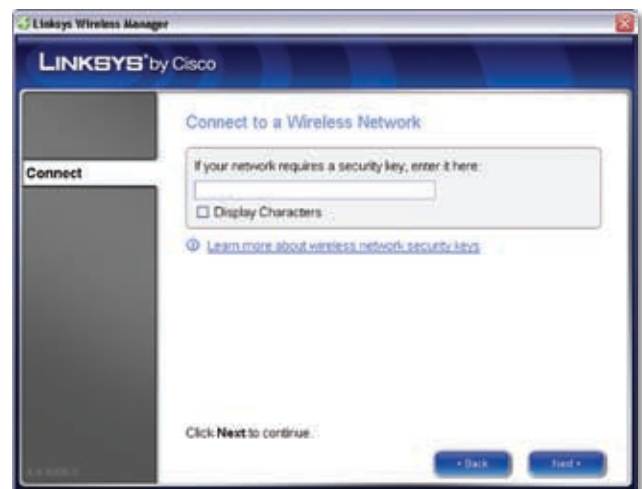 Linksys Wireless Manager
LINKSYS® by Cisco
Connect to a Wireless Network
Connect
If your network requires a security key, enter it here:
Display Characters
Learn more about wireless network security keys
Click Next to continue.
Back
Next